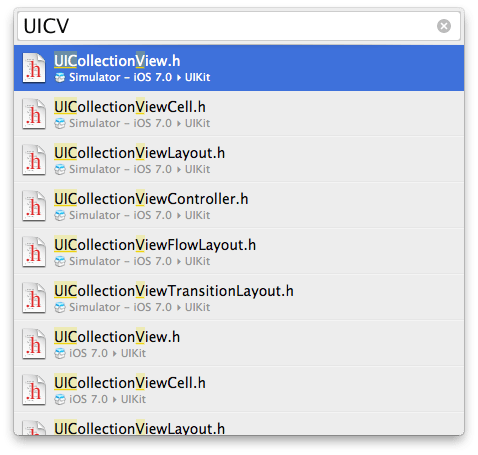 UICV
UICollectionView.h
Simulator – iOS 7.0 ▸ UIKit
UICollectionViewCell.h
Simulator – iOS 7.0 ▸ UIKit
UICollectionViewLayout.h
Simulator – iOS 7.0 ▸ UIKit
UICollectionViewController.h
Simulator – iOS 7.0 ▸ UIKit
UICollectionViewFlowLayout.h
Simulator – iOS 7.0 ▸ UIKit
UICollectionViewTransitionLayout.h
Simulator – iOS 7.0 ▸ UIKit
UICollectionView.h
iOS 7.0 ▸ UIKit
UICollectionViewCell.h
iOS 7.0 ▸ UIKit
UICollectionViewLayout.h